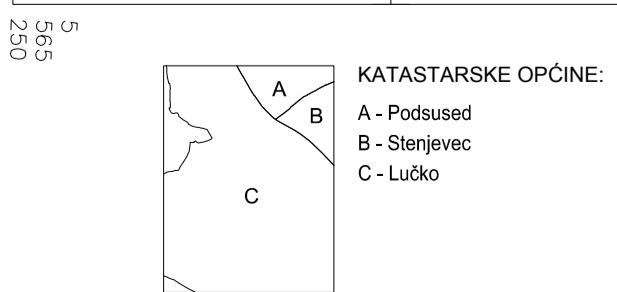 5
565
250
KATASTARSKE OPĆINE:
A
A - Podsused
B
B - Stenjevec
C - Lučko
C